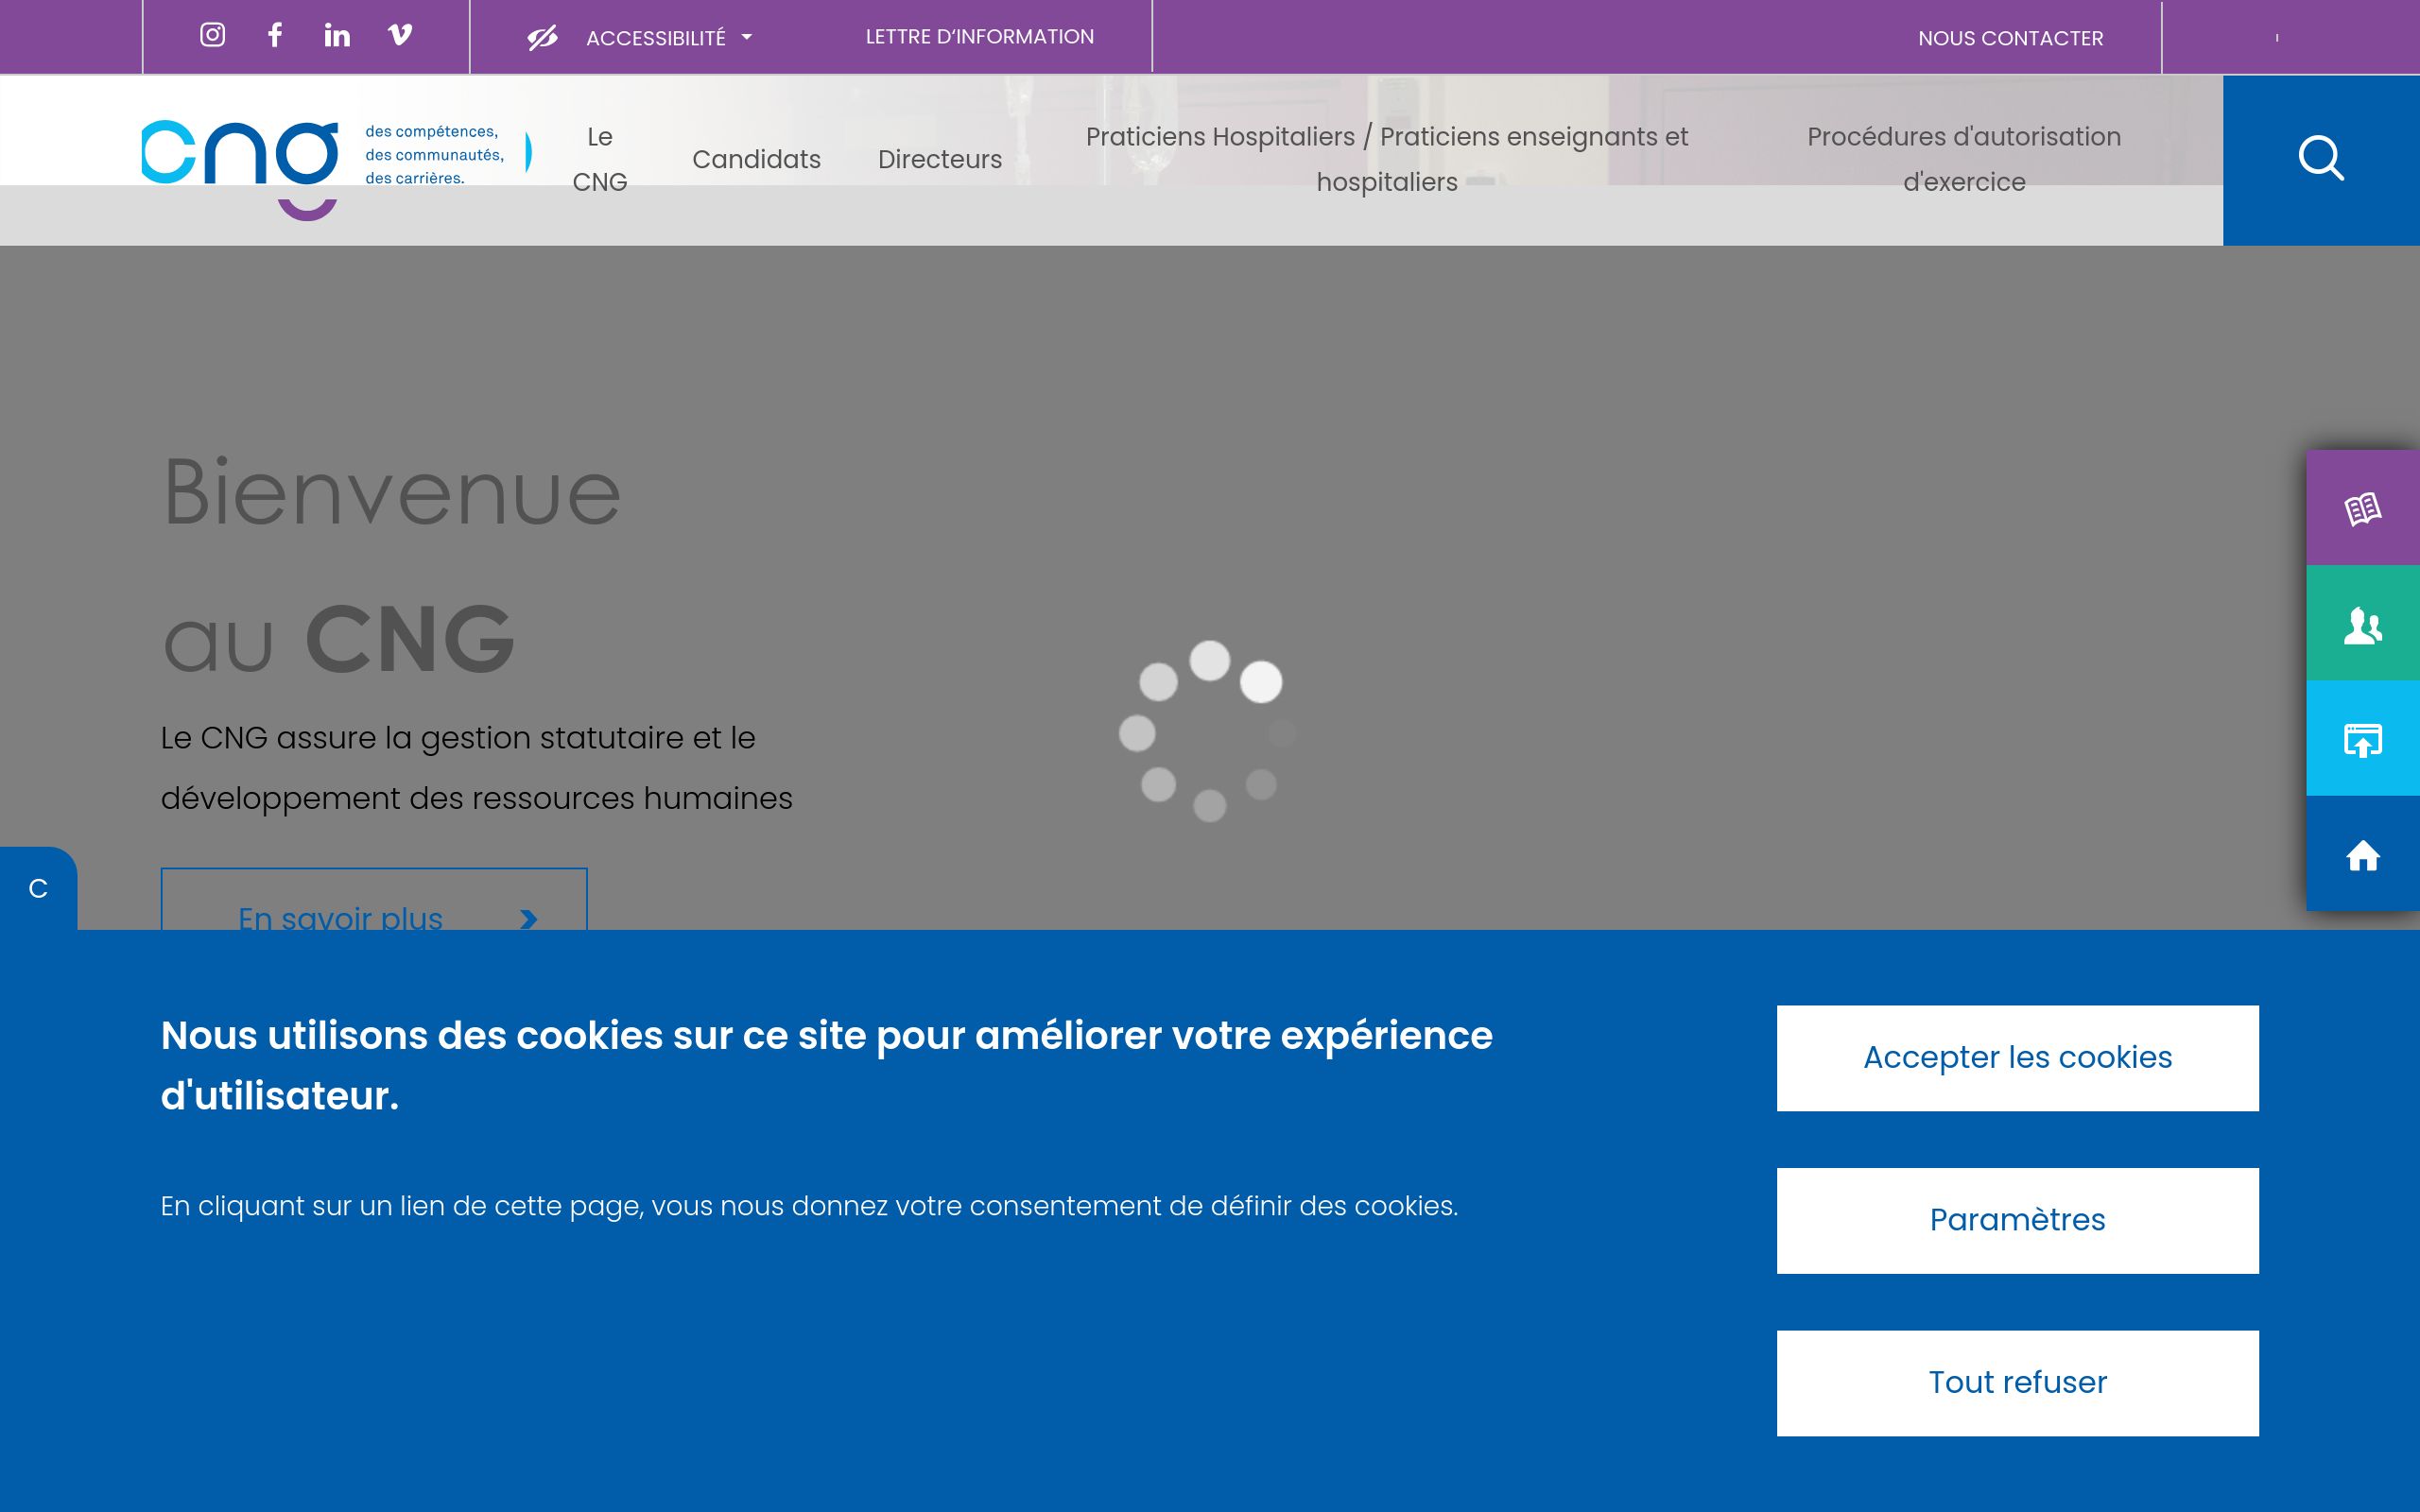 ACCESSIBILITÉ
LETTRE D‘INFORMATION
NOUS CONTACTER
cng
des compétences,
des communautés,
des carrières.
Le
CNG
Candidats
Directeurs
Praticiens Hospitaliers / Praticiens enseignants et
hospitaliers
Procédures d'autorisation
d'exercice
Bienvenue
au CNG
Le CNG assure la gestion statutaire et le
développement des ressources humaines
En savoir plus
C
Nous utilisons des cookies sur ce site pour améliorer votre expérience
d'utilisateur.
En cliquant sur un lien de cette page, vous nous donnez votre consentement de définir des cookies.
Accepter les cookies
Paramètres
Tout refuser